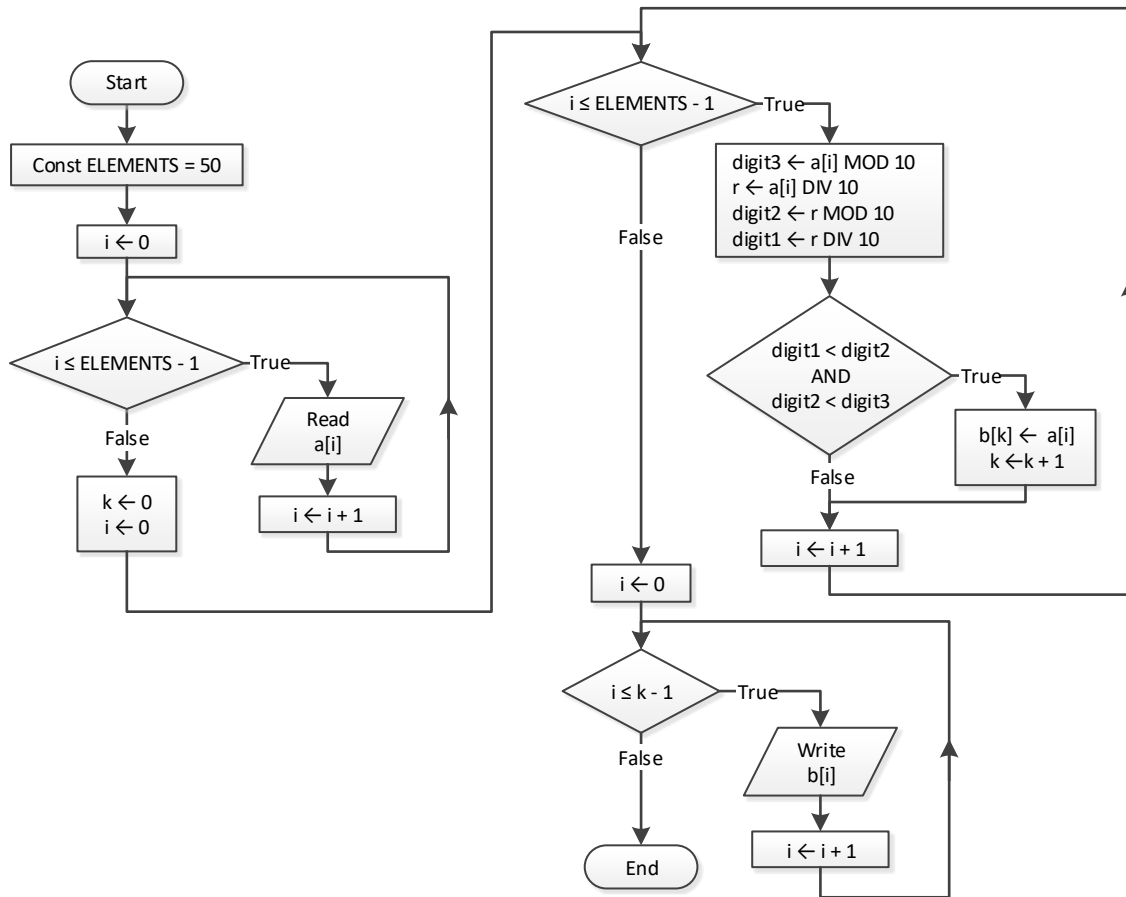 Start
Const ELEMENTS = 50
i ← 0
i ≤ ELEMENTS - 1
True
Read
a[i]
i ← i + 1
False
k ← 0
i ← 0
i ≤ ELEMENTS - 1
True
digit3 ← a[i] MOD 10
r ← a[i] DIV 10
digit2 ← r MOD 10
digit1 ← r DIV 10
digit1 < digit2
AND
digit2 < digit3
True
b[k] ← a[i]
k ←k + 1
False
i ← i + 1
False
i ← 0
i ≤ k - 1
True
Write
b[i]
i ← i + 1
False
End